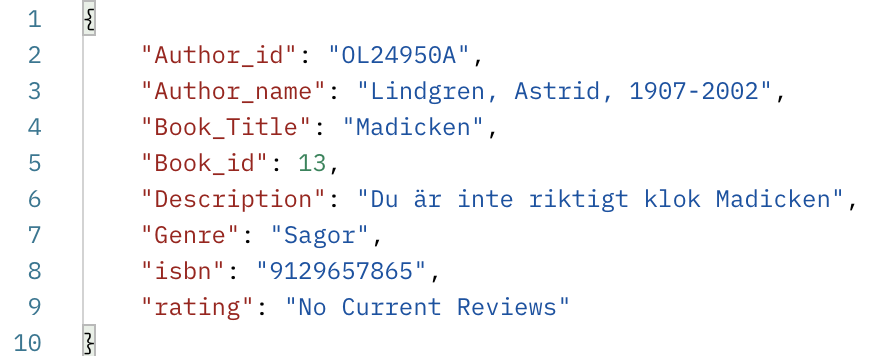 1 {
2 "Author_id": "OL24950A",
3 "Author_name": "Lindgren, Astrid, 1907-2002",
4 "Book_Title": "Madicken",
5 "Book_id": 13,
6 "Description": "Du är inte riktigt klok Madicken",
7 "Genre": "Sagor",
8 "isbn": "9129657865",
9 "rating": "No Current Reviews"
10 }